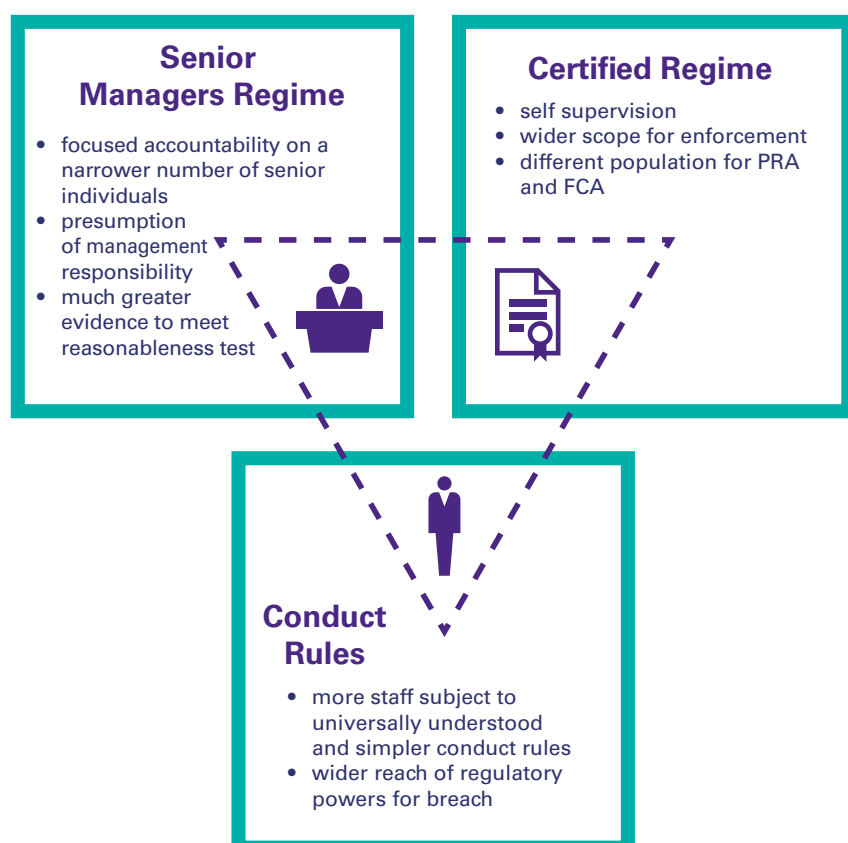 Senior
Managers Regime
• focused accountability on a
narrower number of senior
individuals
• presumption
of management
responsibility
• much greater
evidence to meet
reasonableness test
Certified Regime
• self supervision
• wider scope for enforcement
• different population for PRA
and FCA
Conduct
Rules
• more staff subject to
universally understood
and simpler conduct rules
• wider reach of regulatory
powers for breach